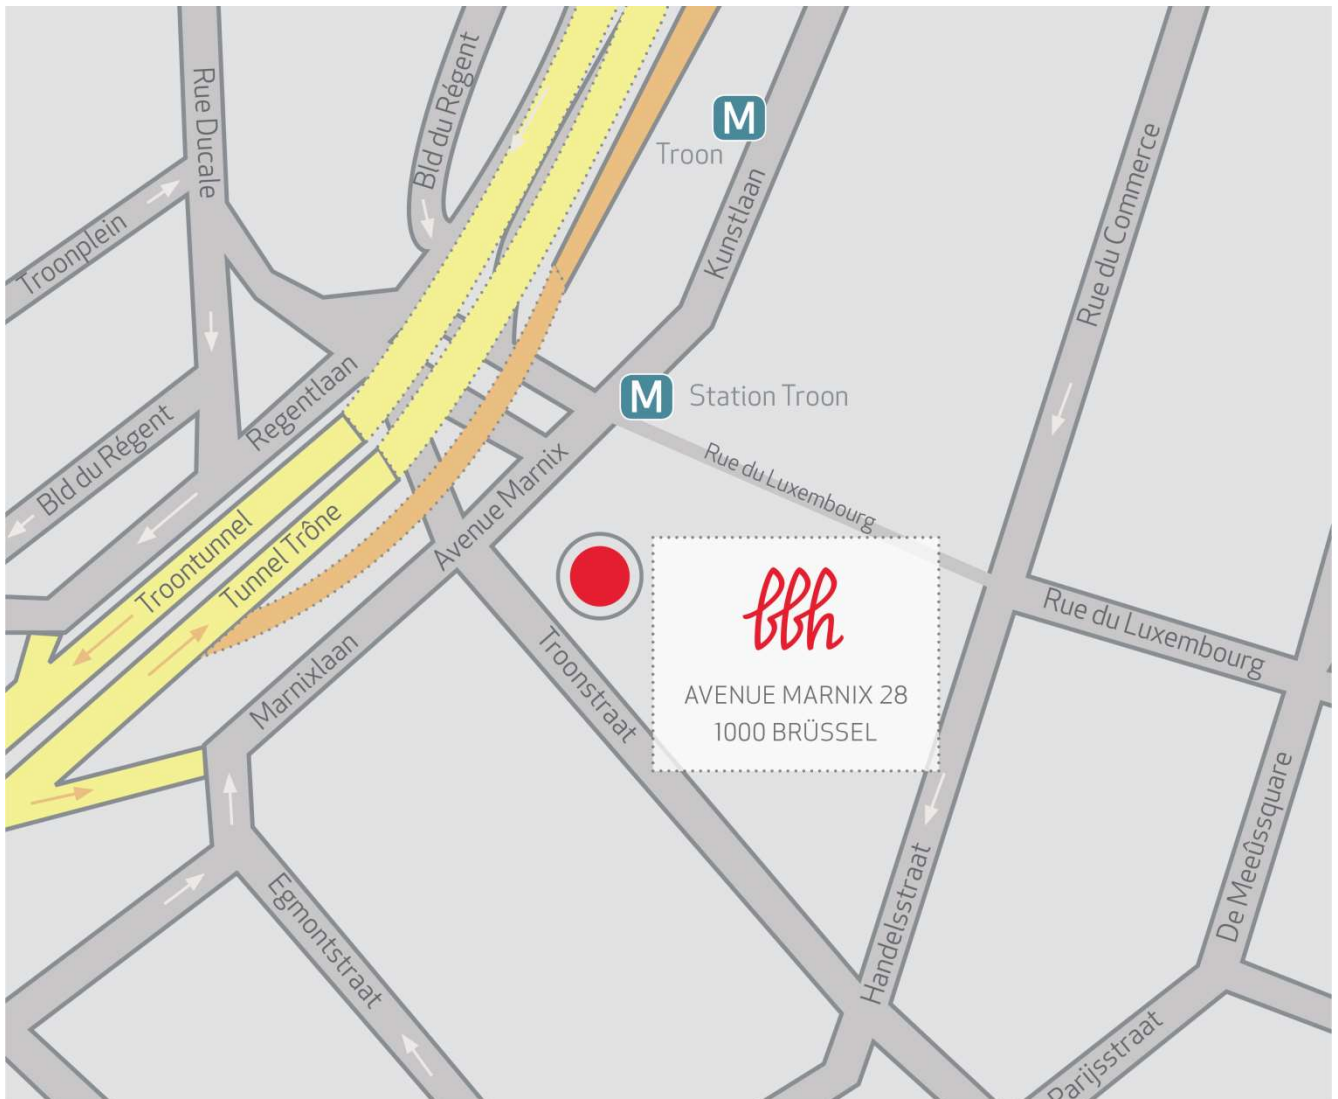 Rue Ducale
Bld du Régent
M
Troon
Kunstlaan
Rue du Commerce
Troonplein
Regentlaan
M
Station Troon
Bld du Régent
Rue du Luxembourg
Avenue Marnix
Troontunnel
Tunnel Trône
bbh
AVENUE MARNIX 28
1000 BRÜSSEL
Rue du Luxembourg
Marnixlaan
Troonstraat
De Meeûssquare
Handelsstraat
Egmontstraat
Parijsstraat